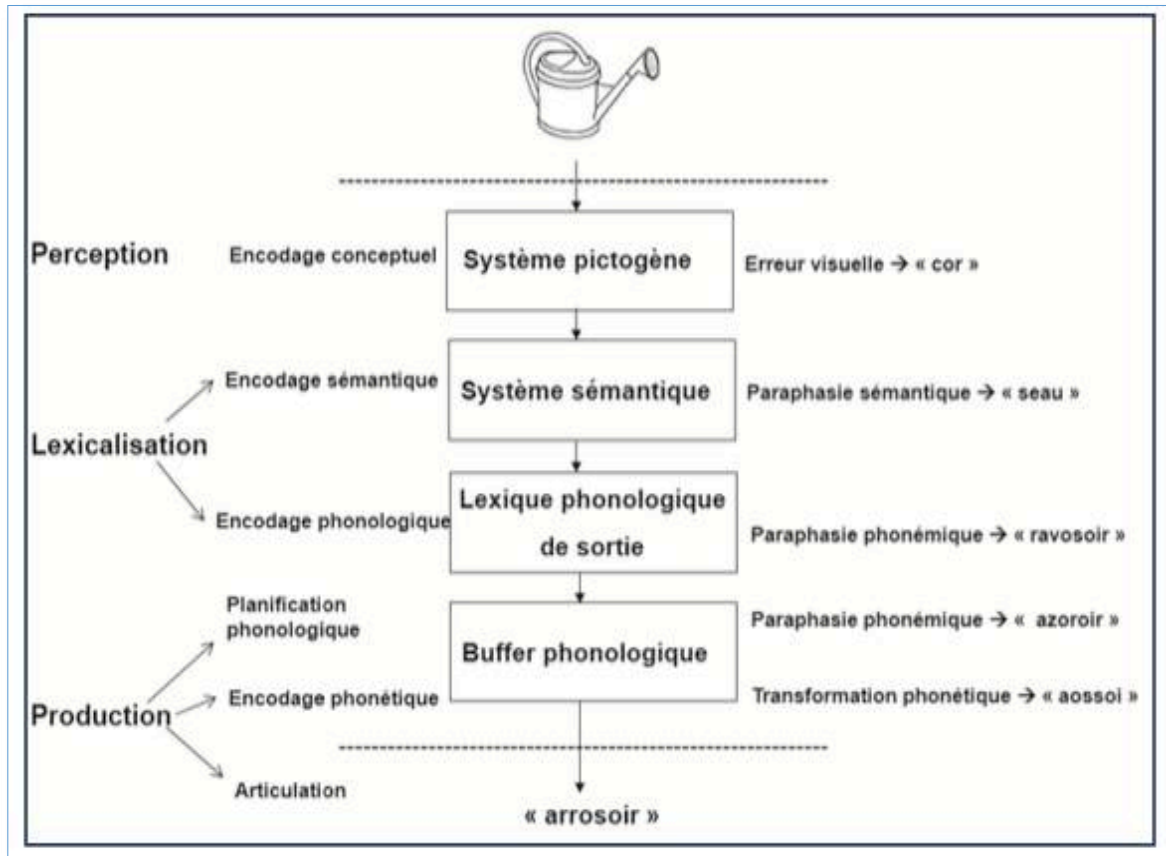 Perception
Encodage conceptuel
Système pictogène
Erreur visuelle → « cor »
Lexicalisation
Encodage sémantique
Système sémantique
Paraphasie sémantique → « seau »
Encodage phonologique
Lexique phonologique
de sortie
Paraphasie phonémique → « ravosoir »
Production
Planification
phonologique
Encodage phonétique
Articulation
Buffer phonologique
Paraphasie phonémique → « azoroir »
Transformation phonétique → « aossoi »
« arrosoir »